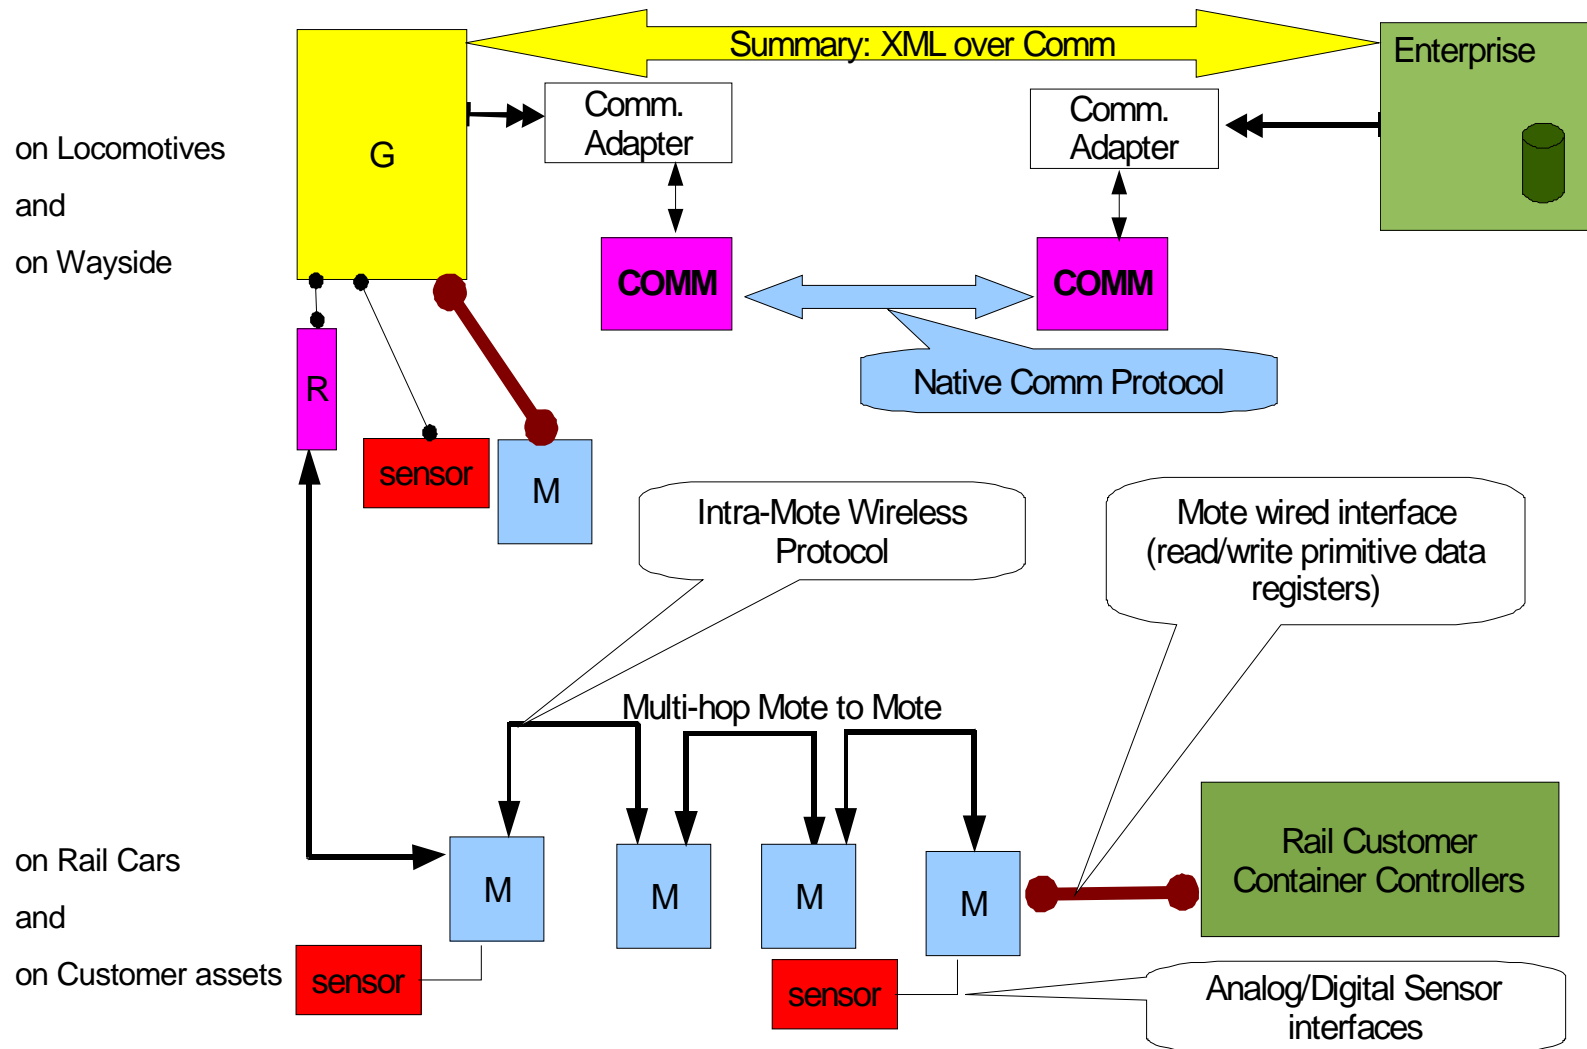 Summary: XML over Comm
Enterprise
Comm.
Adapter
Comm.
Adapter
on Locomotives
and
on Wayside
G
COMM
COMM
Native Comm Protocol
R
sensor
M
Intra-Mote Wireless
Protocol
Mote wired interface
(read/write primitive data
registers)
Multi-hop Mote to Mote
on Rail Cars
and
on Customer assets
M
M
M
M
Rail Customer
Container Controllers
sensor
sensor
Analog/Digital Sensor
interfaces